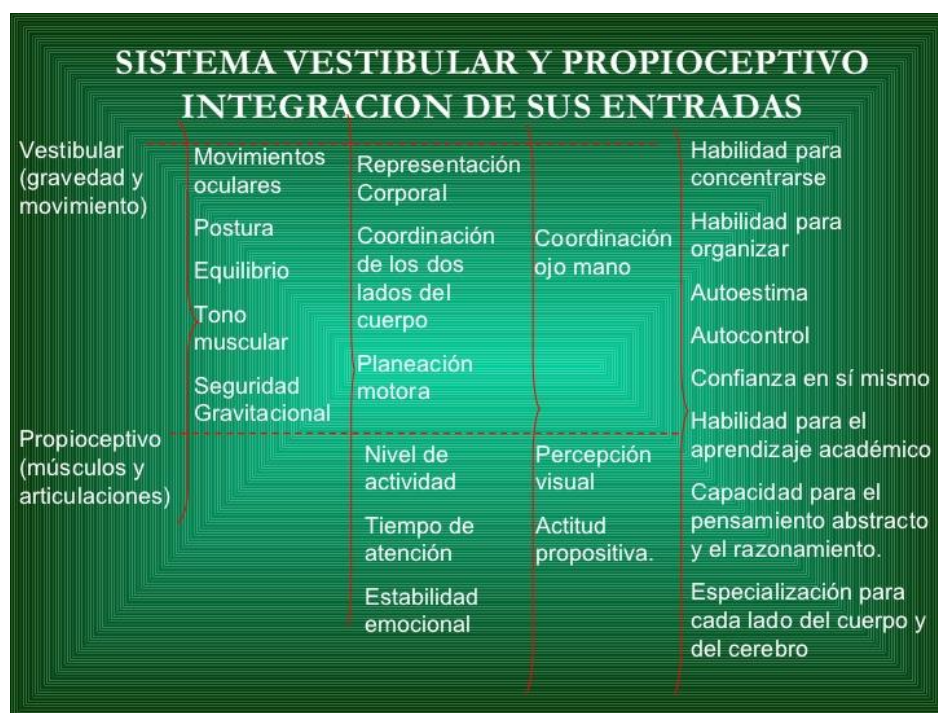 SISTEMA VESTIBULAR Y PROPIOCEPTIVO
INTEGRACION DE SUS ENTRADAS
Vestibular
(gravedad y
movimiento)
Propioceptivo
(músculos y
articulaciones)
Movimientos
oculares
Postura
Equilibrio
Tono
muscular
Seguridad
Gravitacional
Representación
Corporal
Coordinación
de los dos
lados del
cuerpo
Planeación
motora
Nivel de
actividad
Tiempo de
atención
Estabilidad
emocional
Coordinación
ojo mano
Percepción
visual
Actitud
propositiva.
Habilidad para
concentrarse
Habilidad para
organizar
Autoestima
Autocontrol
Confianza en sí mismo
Habilidad para el
aprendizaje académico
Capacidad para el
pensamiento abstracto
y el razonamiento.
Especialización para
cada lado del cuerpo y
del cerebro